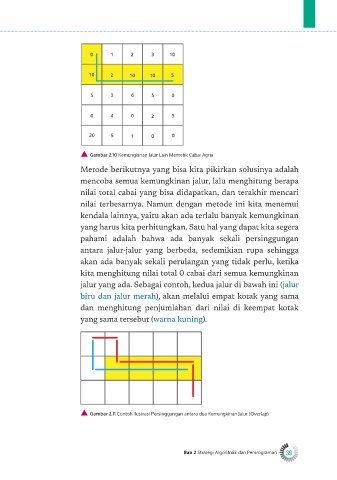 0 1 2 3 10
10 2 10 10 5
5 3 6 5 0
0 4 0 2 3
20 5 1 0 0
Gambar 2.10 Kemungkinan Jalur Lain Memetik Cabai Agria
Metode berikutnya yang bisa kita pikirkan solusinya adalah
mencoba semua kemungkinan jalur, lalu menghitung berapa
nilai total cabai yang bisa didapatkan, dan terakhir mencari
nilai terbesarnya. Namun dengan metode ini kita menemui
kendala lainnya, yaitu akan ada terlalu banyak kemungkinan
yang harus kita perhitungkan. Satu hal yang dapat kita segera
pahami adalah bahwa ada banyak sekali persinggungan
antara jalur-jalur yang berbeda, sedemikian rupa sehingga
akan ada banyak sekali perulangan yang tidak perlu, ketika
kita menghitung nilai total 0 cabai dari semua kemungkinan
jalur yang ada. Sebagai contoh, kedua jalur di bawah ini (jalur
biru dan jalur merah), akan melalui empat kotak yang sama
dan menghitung penjumlahan dari nilai di keempat kotak
yang sama tersebut (warna kuning).
Gambar 2.11 Contoh Ilustrasi Persinggungan antara dua Kemungkinan Jalur (Overlap)
Bab 2 Strategi Algoritmik dan Pemrograman